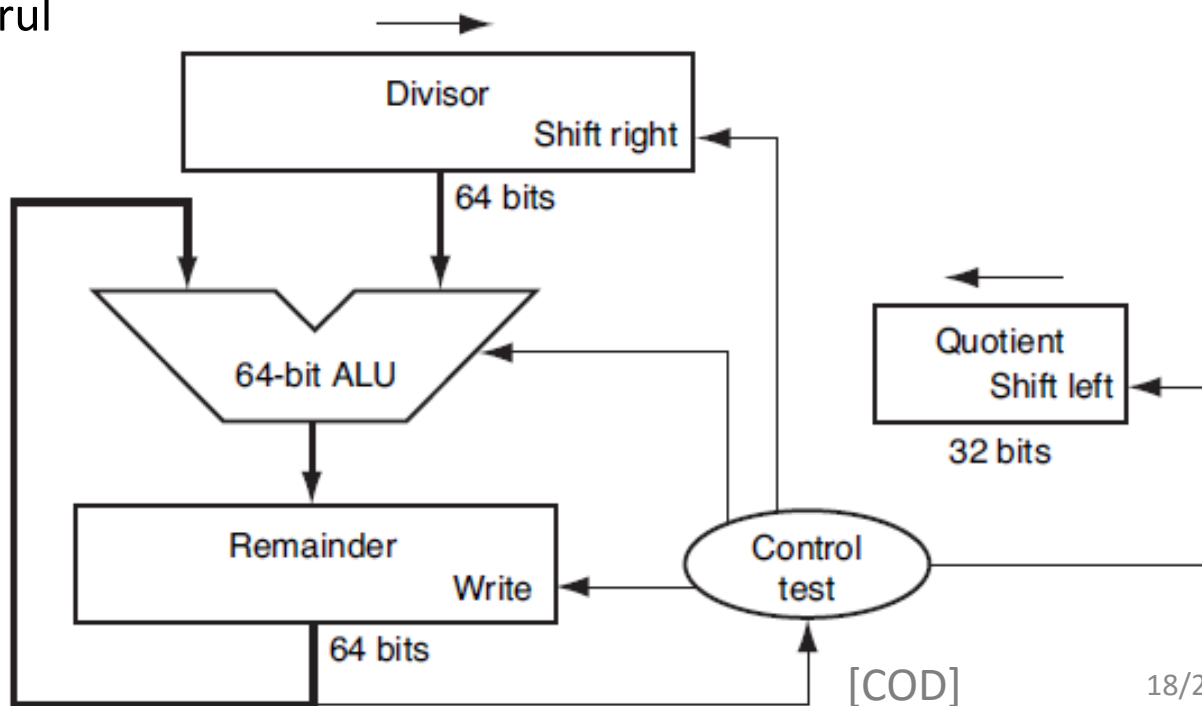 rul
Divisor
Shift right
64 bits
64-bit ALU
Quotient
Shift left
32 bits
Remainder
Write
Control
test
64 bits
[COD]
18/2